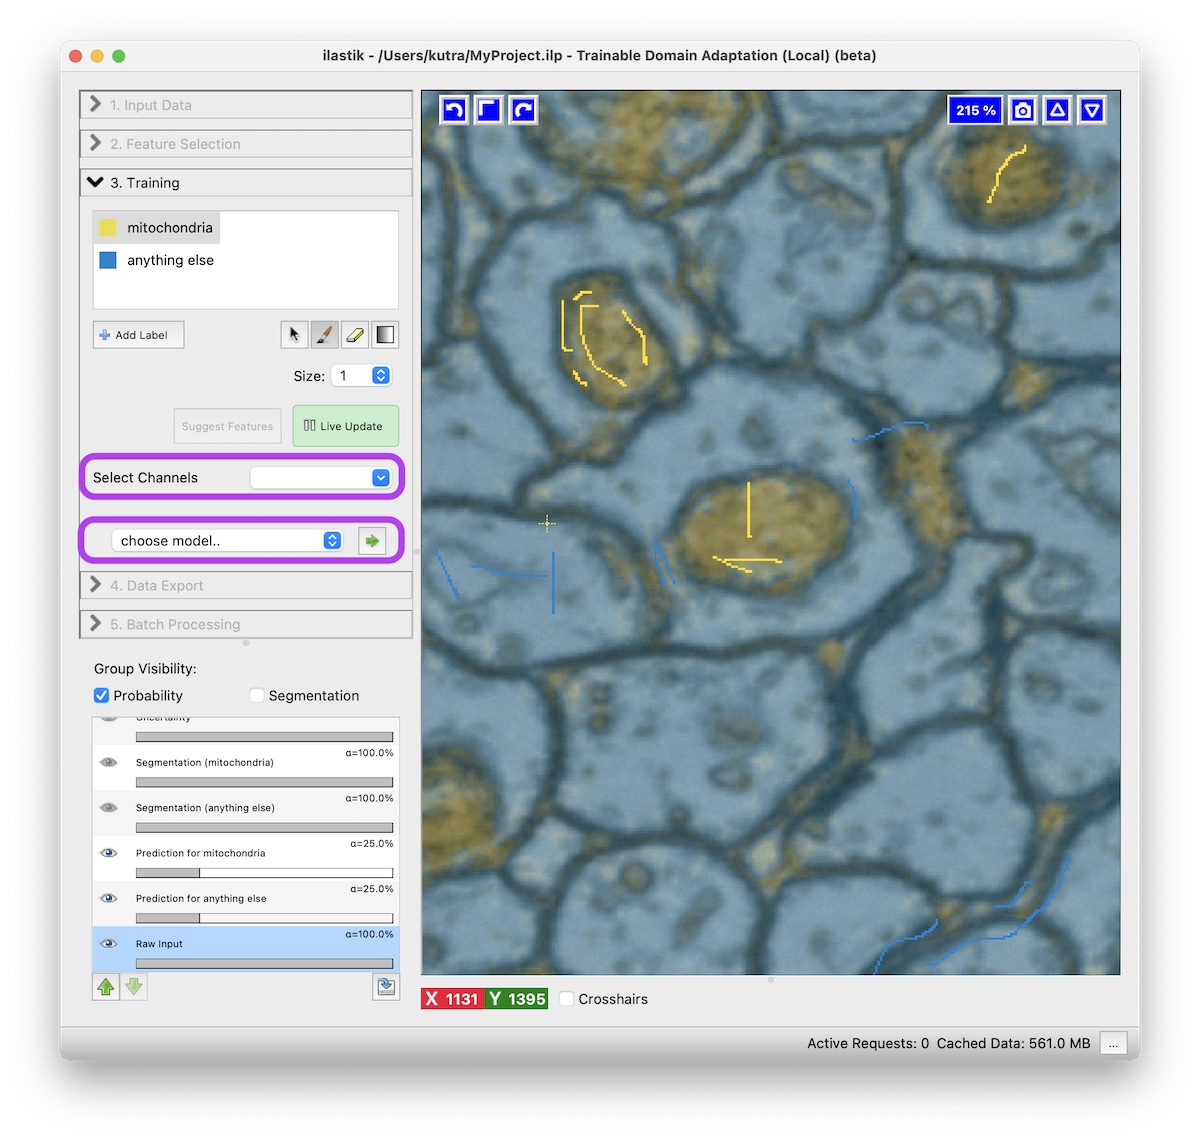 ilastik - /Users/kutra/MyProject.ilp - Trainable Domain Adaptation (Local) (beta)
1. Input Data
2. Feature Selection
3. Training
mitochondria
anything else
Add Label
Size: 1
Suggest Features
Live Update
Select Channels
choose model..
4. Data Export
5. Batch Processing
Group Visibility:
Probability Segmentation
Uncertainty
α=100.0%
Segmentation (mitochondria)
α=100.0%
Segmentation (anything else)
α=25.0%
Prediction for mitochondria
α=25.0%
Prediction for anything else
α=100.0%
Raw Input
215 %
X 1131 Y 1395 Crosshairs
Active Requests: 0 Cached Data: 561.0 MB ...